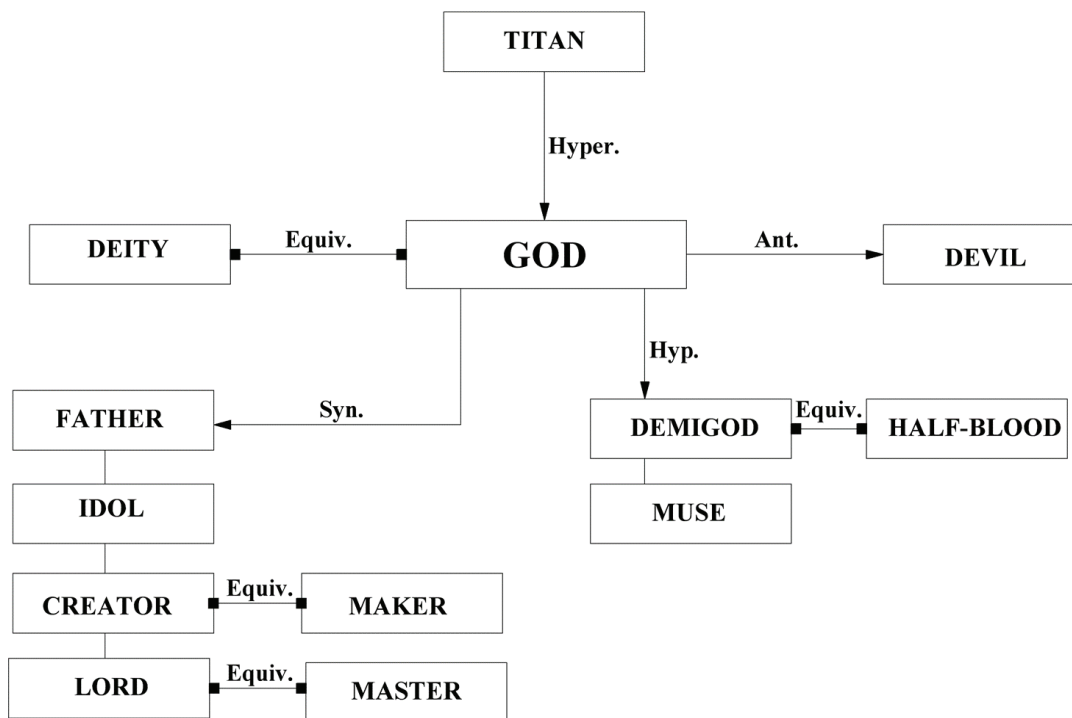 TITAN
Hyper.
DEITY
Equiv.
GOD
Ant.
DEVIL
Hyp.
FATHER
Syn.
DEMIGOD
Equiv.
HALF-BLOOD
IDOL
MUSE
CREATOR
Equiv.
MAKER
LORD
Equiv.
MASTER